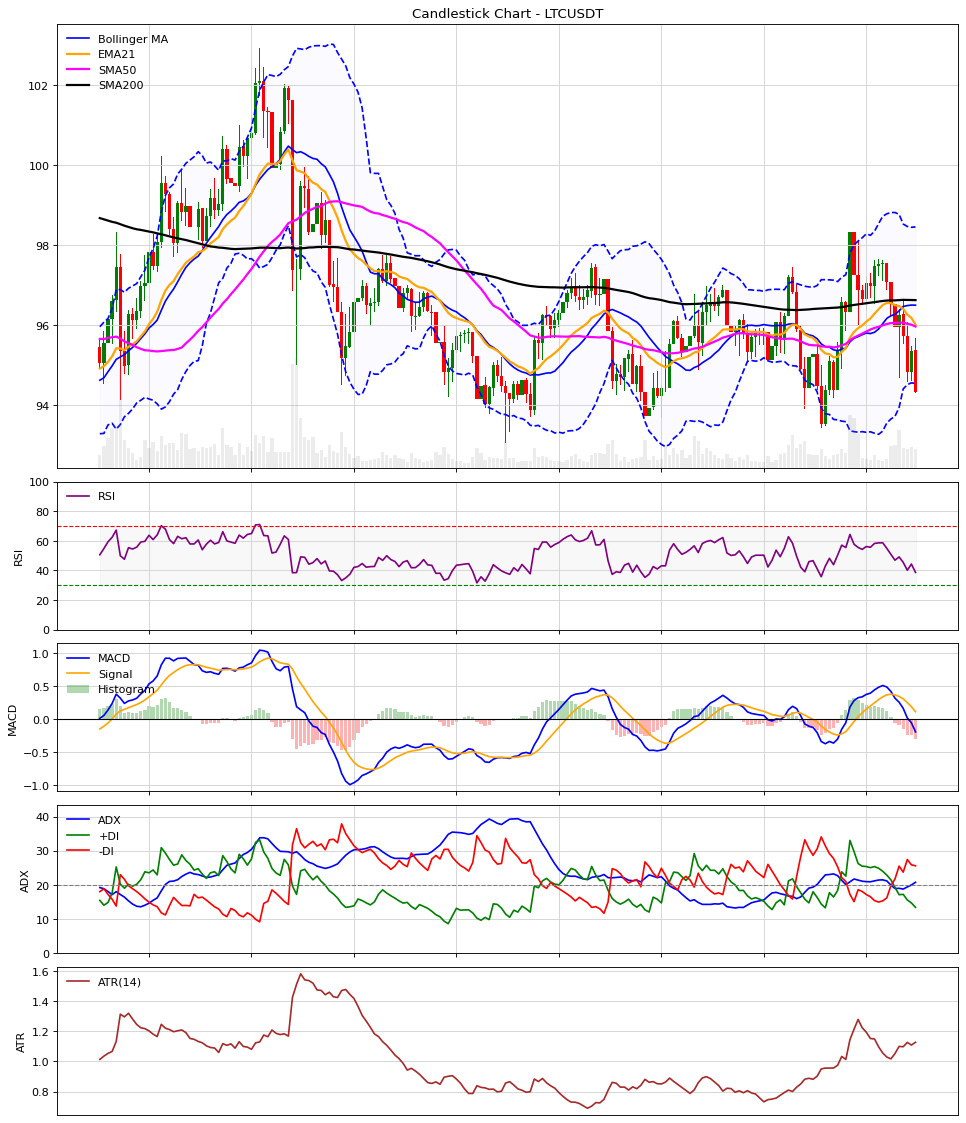 Candlestick Chart - LTCUSDT
Bollinger MA
EMA21
SMA50
SMA200
102
100
98
96
94
100
80
60
40
20
0
RSI
RSI
1.0
0.5
0.0
−0.5
−1.0
MACD
MACD
Signal
Histogram
40
30
20
10
0
ADX
ADX
+DI
-DI
1.6
1.4
1.2
1.0
0.8
ATR
ATR(14)